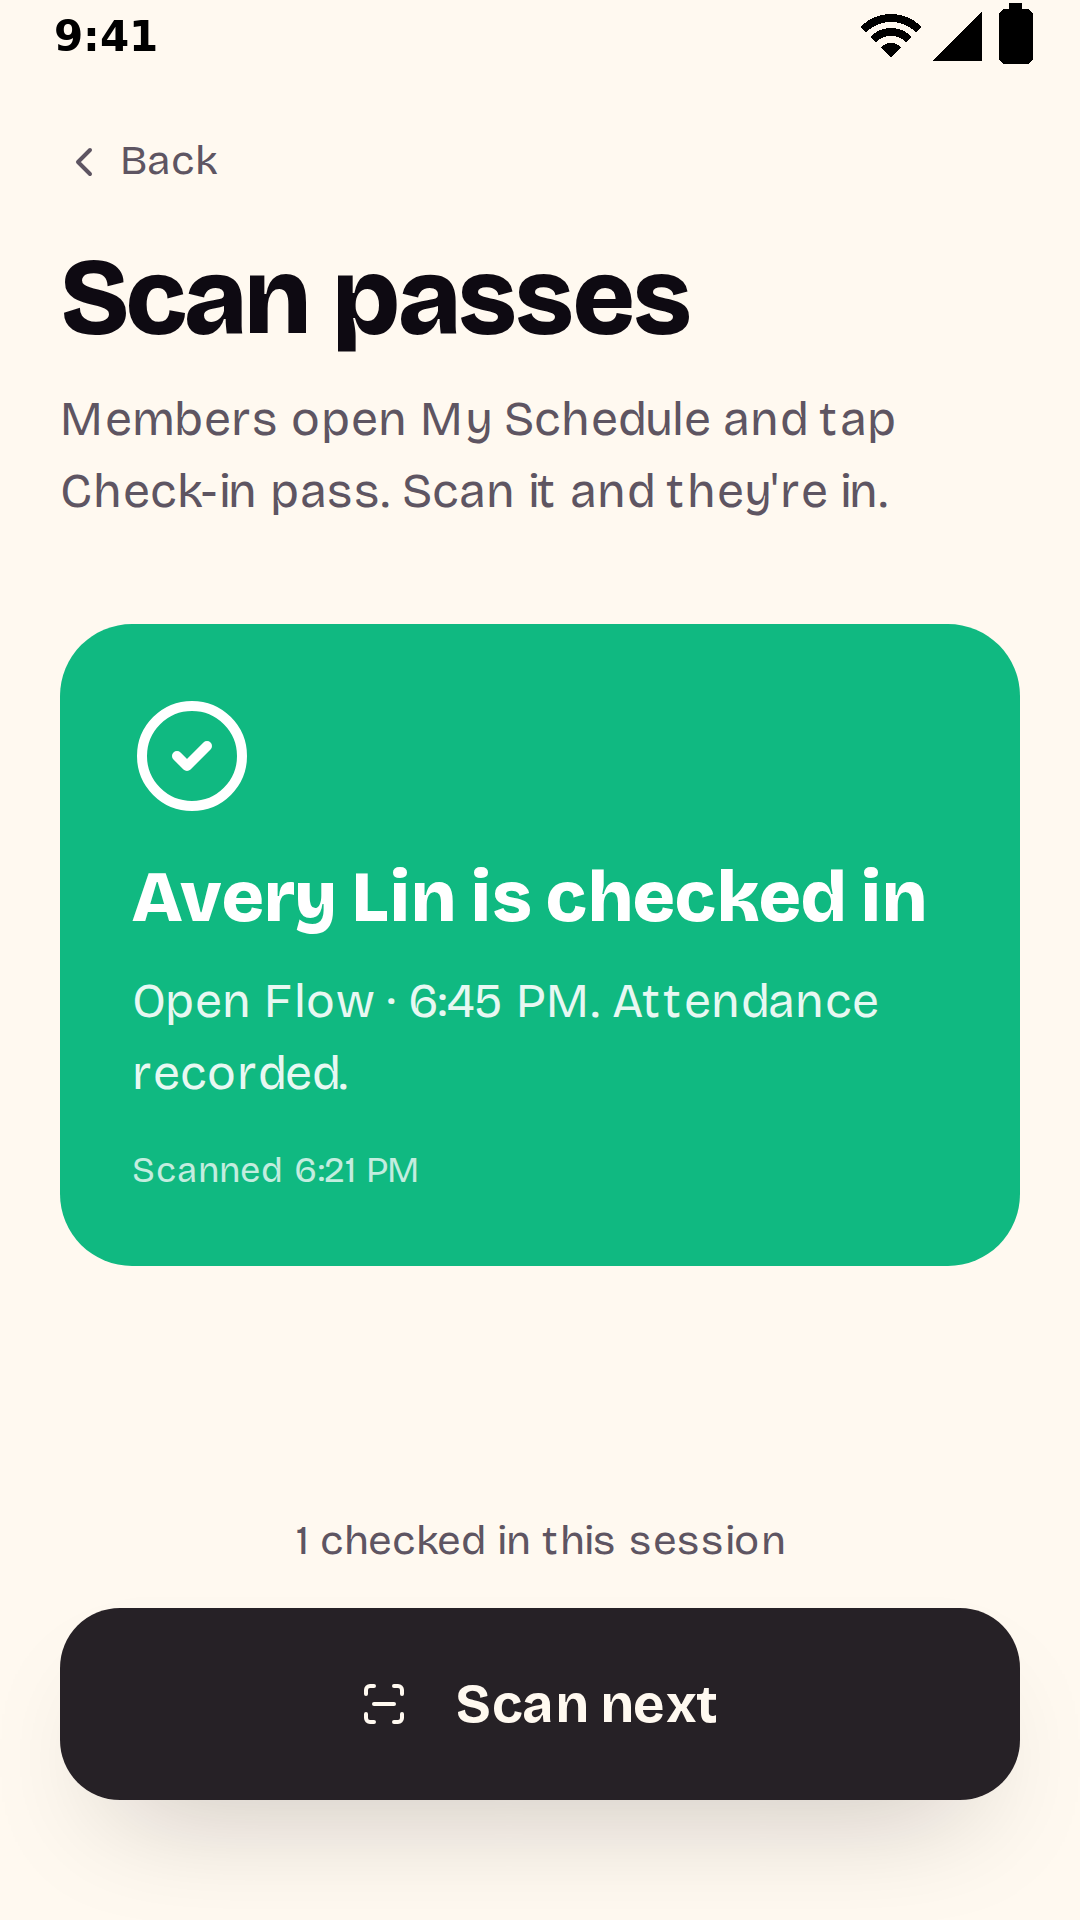 9:41
Back
Scan passes
Members open My Schedule and tap
Check-in pass. Scan it and they're in.
Avery Lin is checked in
Open Flow · 6:45 PM. Attendance
recorded.
Scanned 6:21 PM
1 checked in this session
Scan next